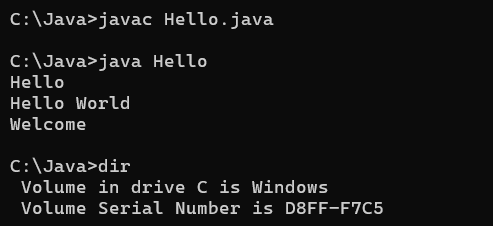 C:\Java>javac Hello.java
C:\Java>java Hello
Hello
Hello World
Welcome
C:\Java>dir
Volume in drive C is Windows
Volume Serial Number is D8FF-F7C5